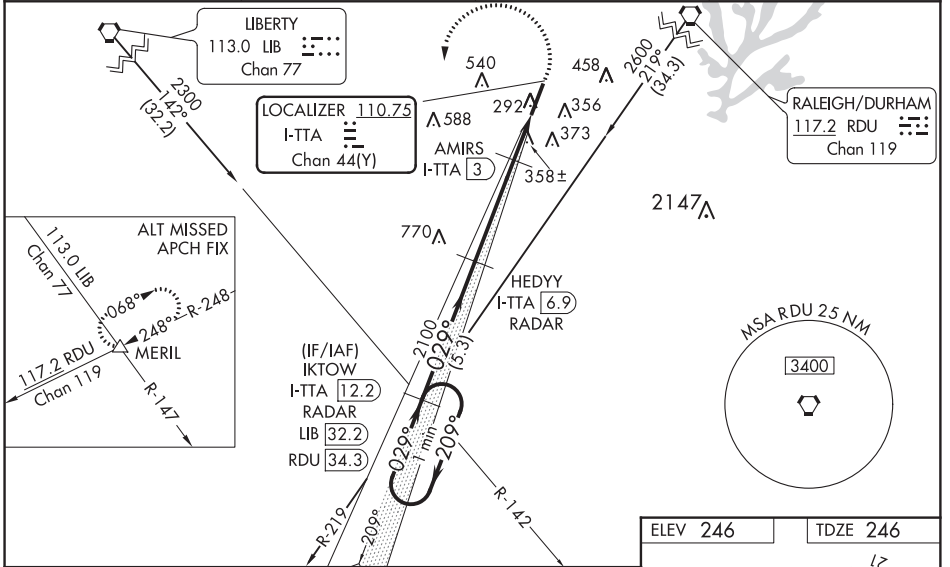 LIBERTY
113.0 LIB
Chan 77
2300
142°
(32.2)
LOCALIZER 110.75
I-TTA
Chan 44(Y)
540
458
588
292
356
373
358±
AMIRS
I-TTA 3
2600
219°
(34.3)
RALEIGH/DURHAM
117.2 RDU
Chan 119
2147
770
ALT MISSED
APCH FIX
113.0 LIB
Chan 77
068°
248°
R-248
MERIL
117.2 RDU
Chan 119
R-147
HEDYY
I-TTA 6.9
RADAR
2100
029°
(5.3)
(IF/IAF)
IKTOW
I-TTA 12.2
RADAR
LIB 32.2
RDU 34.3
029°
1 min
209°
R-219
209°
R-142
MSA RDU 25 NM
3400
ELEV 246
TDZE 246
17